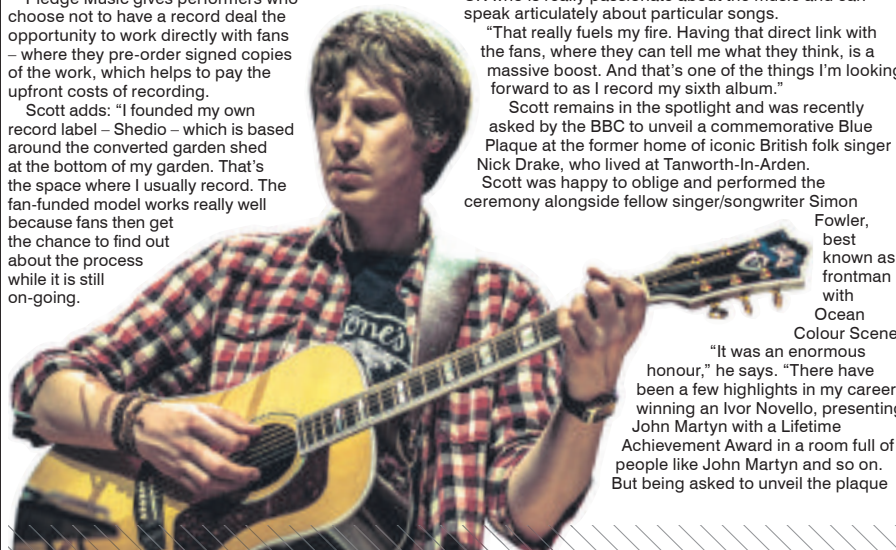 Pledge Music gives performers who
choose not to have a record deal the
opportunity to work directly with fans
– where they pre-order signed copies
of the work, which helps to pay the
upfront costs of recording.
Scott adds: “I founded my own
record label – Shedio – which is based
around the converted garden shed
at the bottom of my garden. That’s
the space where I usually record. The
fan-funded model works really well
because fans then get
the chance to find out
about the process
while it is still
on-going.
who is really passionate about the music and can
speak articulately about particular songs.
“That really fuels my fire. Having that direct link with
the fans, where they can tell me what they think, is a
massive boost. And that’s one of the things I’m looking
forward to as I record my sixth album.”
Scott remains in the spotlight and was recently
asked by the BBC to unveil a commemorative Blue
Plaque at the former home of iconic British folk singer
Nick Drake, who lived at Tanworth-In-Arden.
Scott was happy to oblige and performed the
ceremony alongside fellow singer/songwriter Simon
Fowler,
best
known as
frontman
with
Ocean
Colour Scene
“It was an enormous
honour,” he says. “There have
been a few highlights in my career
winning an Ivor Novello, presenting
John Martyn with a Lifetime
Achievement Award in a room full of
people like John Martyn and so on.
But being asked to unveil the plaque